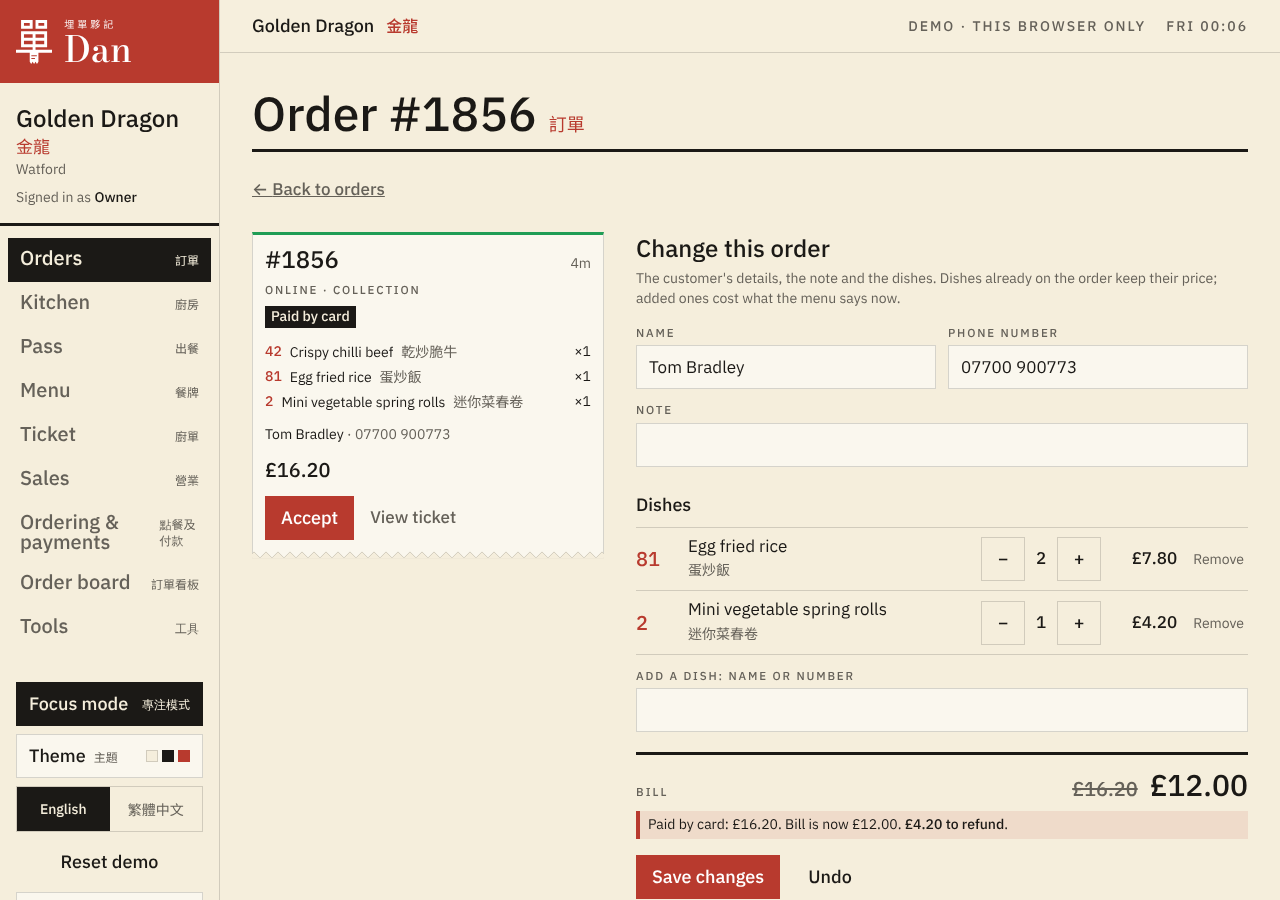 單 埋單夥記
Dan
Golden Dragon 金龍
DEMO · THIS BROWSER ONLY FRI 00:06
Golden Dragon
金龍
Watford
Signed in as Owner
Orders 訂單
Kitchen 廚房
Pass 出餐
Menu 餐牌
Ticket 廚單
Sales 營業
Ordering & payments 點餐及付款
Order board 訂單看板
Tools 工具
Focus mode 專注模式
Theme 主題
English 繁體中文
Reset demo
Order #1856 訂單
← Back to orders
#1856 4m
ONLINE · COLLECTION
Paid by card
42 Crispy chilli beef 乾炒脆牛 ×1
81 Egg fried rice 蛋炒飯 ×1
2 Mini vegetable spring rolls 迷你菜春卷 ×1
Tom Bradley · 07700 900773
£16.20
Accept View ticket
Change this order
The customer's details, the note and the dishes. Dishes already on the order keep their price;
added ones cost what the menu says now.
NAME PHONE NUMBER
Tom Bradley 07700 900773
NOTE
Dishes
81 Egg fried rice − 2 + £7.80 Remove
蛋炒飯
2 Mini vegetable spring rolls − 1 + £4.20 Remove
迷你菜春卷
ADD A DISH: NAME OR NUMBER
BILL £16.20 £12.00
Paid by card: £16.20. Bill is now £12.00. £4.20 to refund.
Save changes Undo